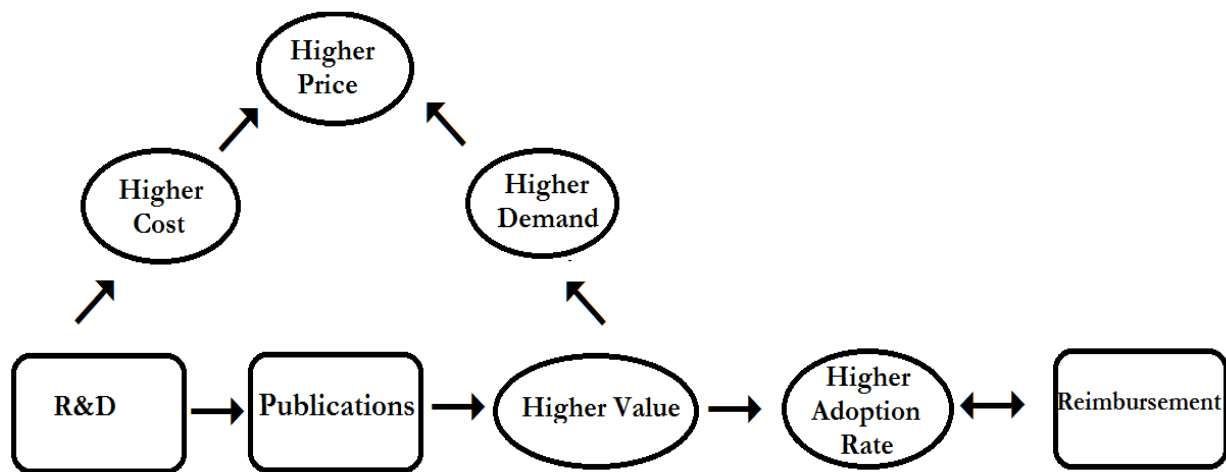 Higher
Price
Higher
Cost
Higher
Demand
R&D
Publications
Higher Value
Higher
Adoption
Rate
Reimbursement